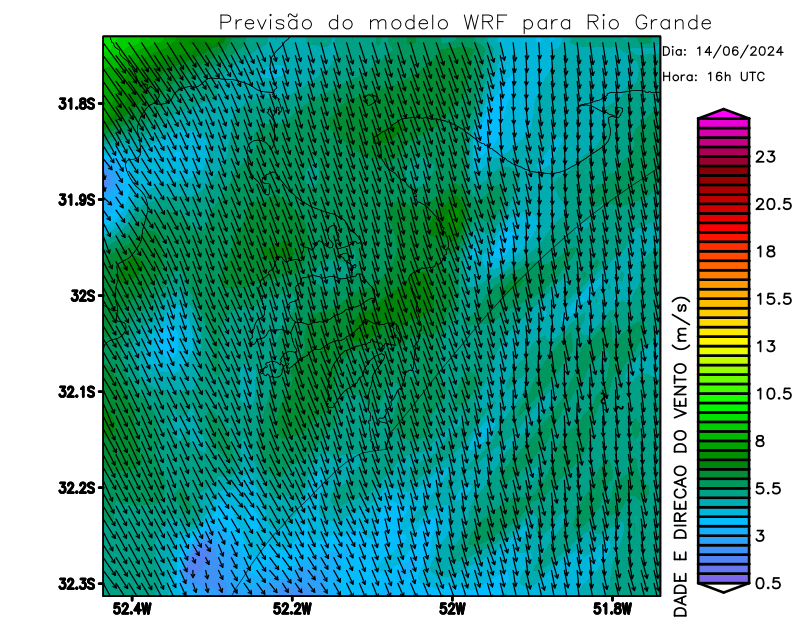 Previsão do modelo WRF para Rio Grande
Dia: 14/06/2024
Hora: 16h UTC
31.8S
31.9S
32S
32.1S
32.2S
32.3S
52.4W
52.2W
52W
51.8W
23
20.5
18
15.5
13
10.5
8
5.5
3
0.5
DADE E DIRECAO DO VENTO (m/s)